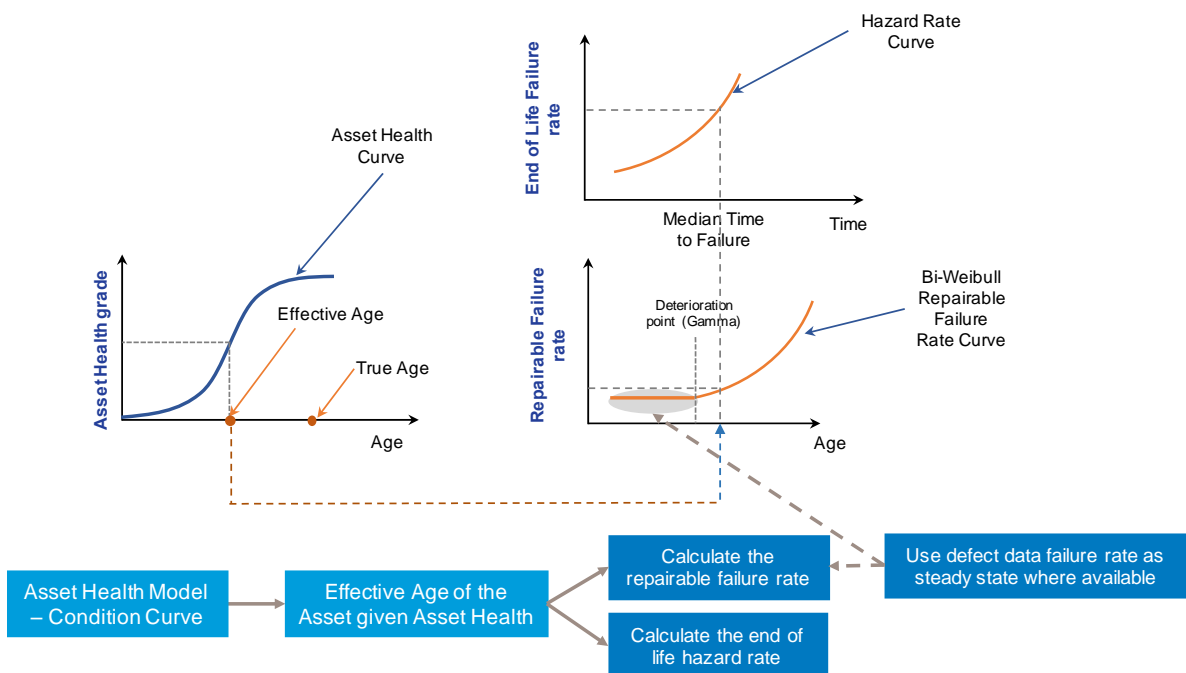 Hazard Rate
Curve
End of Life Failure
rate
Median Time
to Failure
Time
Asset Health
Curve
Asset Health grade
Effective Age
True Age
Age
Deterioration
point (Gamma)
Bi-Weibull
Repairable
Failure
Rate Curve
Repairable Failure
rate
Age
Asset Health Model
– Condition Curve
Effective Age of the
Asset given Asset Health
Calculate the
repairable failure rate
Use defect data failure rate as
steady state where available
Calculate the end of
life hazard rate